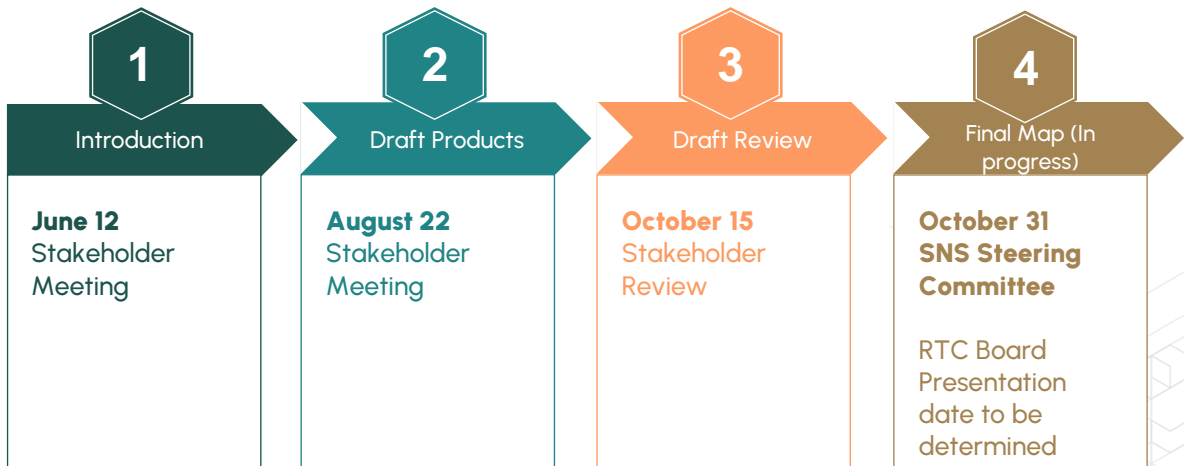 1
Introduction
June 12
Stakeholder
Meeting
2
Draft Products
August 22
Stakeholder
Meeting
3
Draft Review
October 15
Stakeholder
Review
4
Final Map (In
progress)
October 31
SNS Steering
Committee
RTC Board
Presentation
date to be
determined